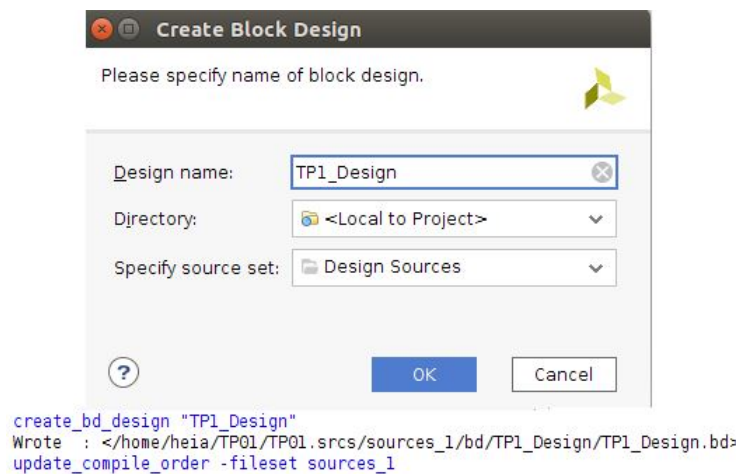 Create Block Design
Please specify name of block design.
Design name: TP1_Design
Directory: <Local to Project>
Specify source set: Design Sources
? OK Cancel
create_bd_design "TP1_Design"
Wrote  : </home/heia/TP01/TP01.srcs/sources_1/bd/TP1_Design/TP1_Design.bd>
update_compile_order -fileset sources_1